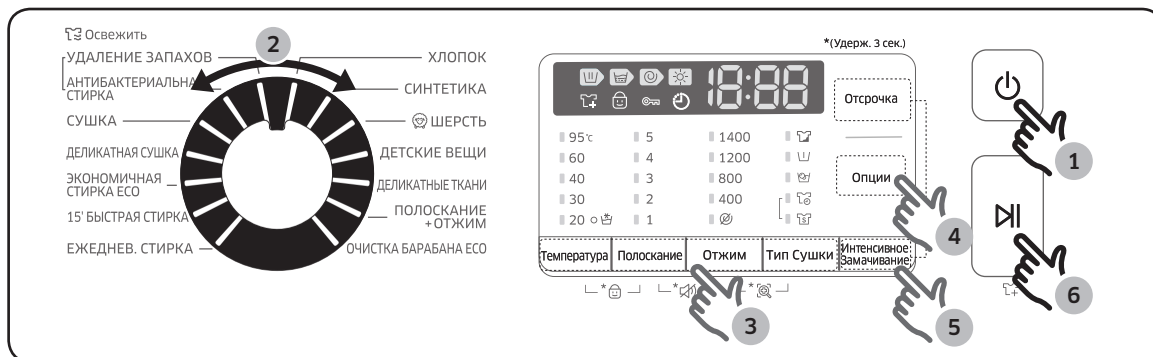 Освежить
УДАЛЕНИЕ ЗАПАХОВ
АНТИБАКТЕРИАЛЬНА
СТИРКА
СУШКА
ДЕЛИКАТНАЯ СУШКА
ЭКОНОМИЧНАЯ
СТИРКА ECO
15' БЫСТРАЯ СТИРКА
ЕЖЕДНЕВ. СТИРКА
2
ХЛОПОК
СИНТЕТИКА
ШЕРСТЬ
ДЕТСКИЕ ВЕЩИ
ДЕЛИКАТНЫЕ ТКАНИ
ПОЛОСКАНИЕ
+ОТЖИМ
ОЧИСТКА БАРАБАНА ECO
*(Удерж. 3 сек.)
18:88
95℃ 5 1400
60 4 1200
40 3 800
30 2 400
20 1
Отсрочка
Опции
Температура Полоскание Отжим Тип Сушки Интенсивное
Замачивание
* * *
3
4
5
1
6